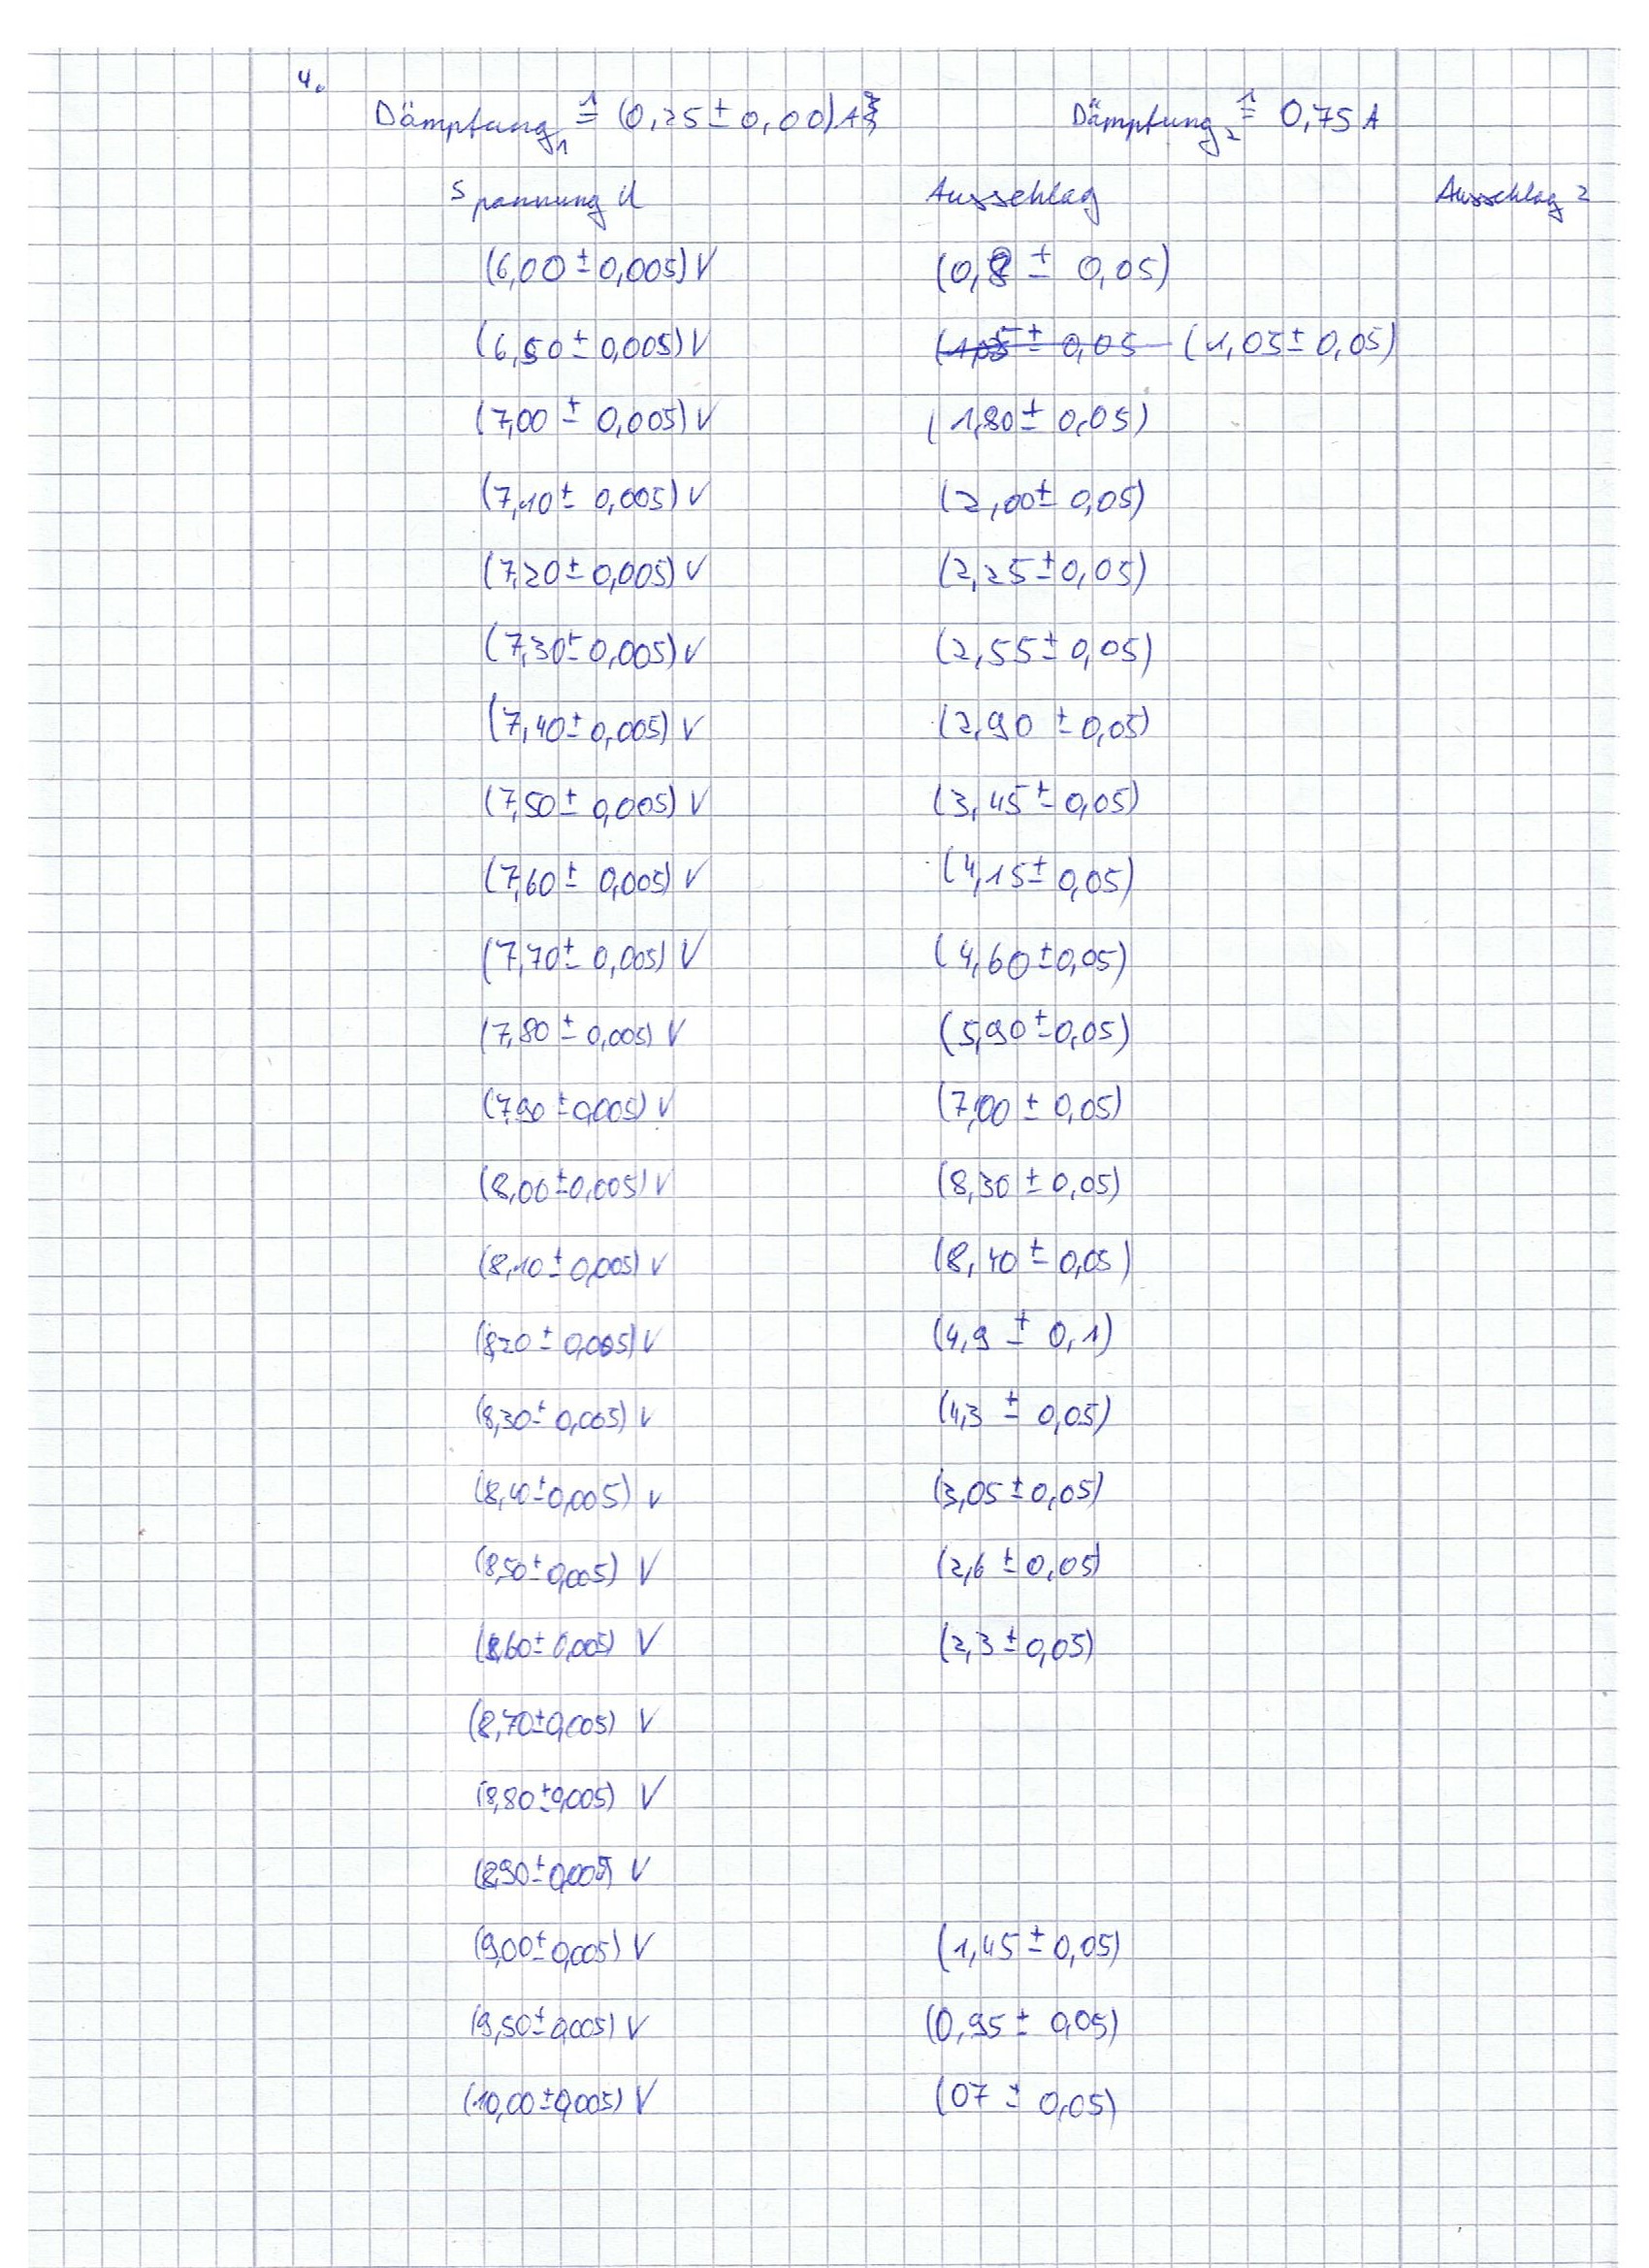 4.
Dämpfung₁ ≙ (0,25 ± 0,00) A Dämpfung₂ ≙ 0,75 A
Spannung U Ausschlag Ausschlag 2
(6,00 ± 0,005) V (0,8 ± 0,05)
(6,50 ± 0,005) V (1,05 ± 0,05 (1,05 ± 0,05)
(7,00 ± 0,005) V (1,80 ± 0,05)
(7,10 ± 0,005) V (2,00 ± 0,05)
(7,20 ± 0,005) V (2,25 ± 0,05)
(7,30 ± 0,005) V (2,55 ± 0,05)
(7,40 ± 0,005) V (2,90 ± 0,05)
(7,50 ± 0,005) V (3,45 ± 0,05)
(7,60 ± 0,005) V (4,15 ± 0,05)
(7,70 ± 0,005) V (4,60 ± 0,05)
(7,80 ± 0,005) V (5,90 ± 0,05)
(7,90 ± 0,005) V (7,00 ± 0,05)
(8,00 ± 0,005) V (8,30 ± 0,05)
(8,10 ± 0,005) V (8,40 ± 0,05)
(8,20 ± 0,005) V (4,9 ± 0,1)
(8,30 ± 0,005) V (4,3 ± 0,05)
(8,40 ± 0,005) V (3,05 ± 0,05)
(8,50 ± 0,005) V (2,6 ± 0,05)
(8,60 ± 0,005) V (2,3 ± 0,05)
(8,70 ± 0,005) V
(8,80 ± 0,005) V
(8,90 ± 0,005) V
(9,00 ± 0,005) V (1,45 ± 0,05)
(9,50 ± 0,005) V (0,95 ± 0,05)
(10,00 ± 0,005) V (07 ± 0,05)